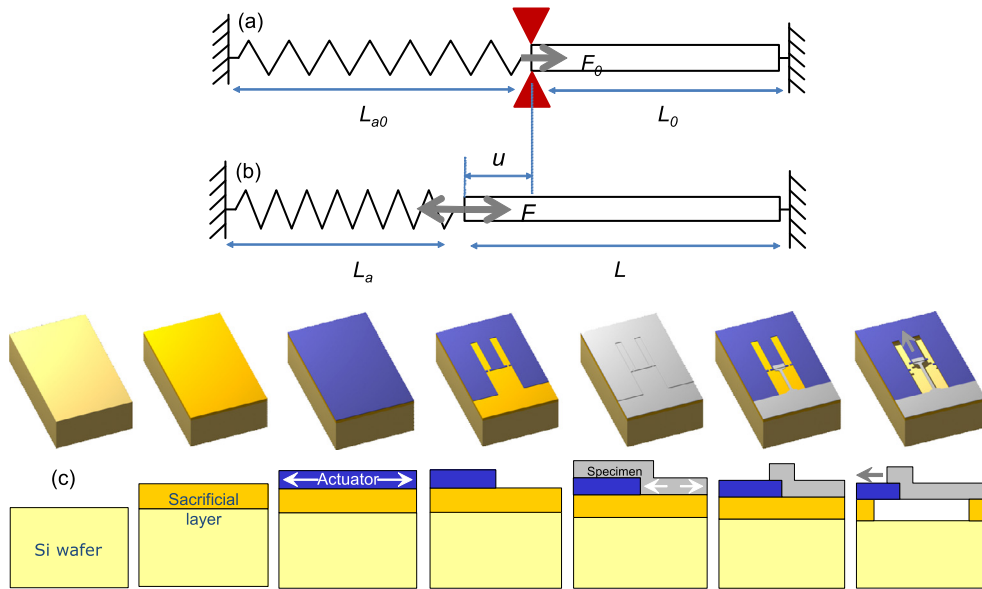 (a)
F₀
Lₐ₀
L₀
u
(b)
F
Lₐ
L
(c)
Si wafer
Sacrificial
layer
Actuator
Specimen